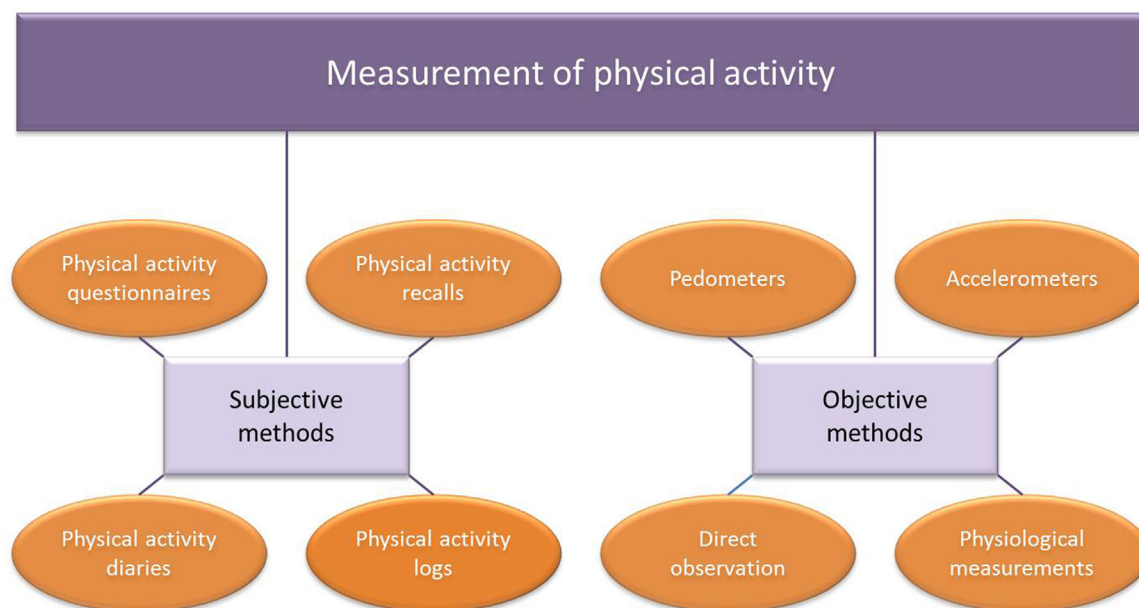 Measurement of physical activity
Physical activity
questionnaires
Physical activity
recalls
Pedometers
Accelerometers
Subjective
methods
Objective
methods
Physical activity
diaries
Physical activity
logs
Direct
observation
Physiological
measurements